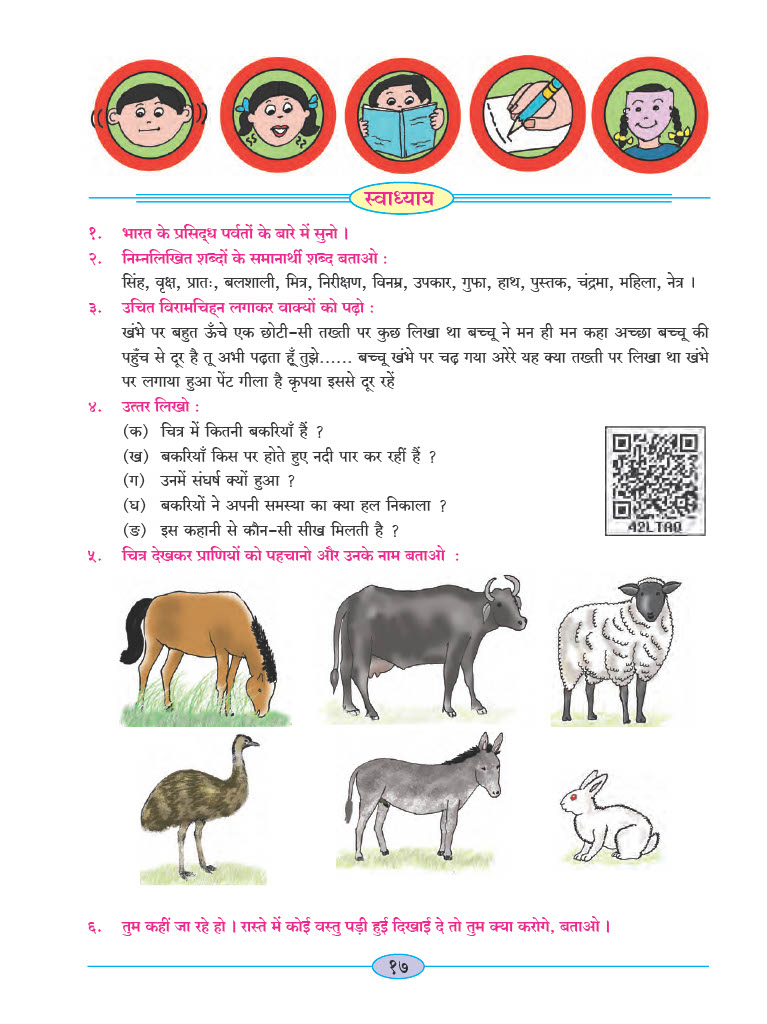 स्वाध्याय
१. भारत के प्रसिद्ध पर्वतों के बारे में सुनो ।
२. निम्नलिखित शब्दों के समानार्थी शब्द बताओ :
सिंह, वृक्ष, प्रातः, बलशाली, मित्र, निरीक्षण, विनम्र, उपकार, गुफा, हाथ, पुस्तक, चंद्रमा, महिला, नेत्र ।
३. उचित विरामचिह्न लगाकर वाक्यों को पढ़ो :
खंभे पर बहुत ऊँचे एक छोटी-सी तख्ती पर कुछ लिखा था बच्चू ने मन ही मन कहा अच्छा बच्चू की
पहुँच से दूर है तू अभी पढ़ता हूँ तुझे...... बच्चू खंभे पर चढ़ गया अरेरे यह क्या तख्ती पर लिखा था खंभे
पर लगाया हुआ पेंट गीला है कृपया इससे दूर रहें
४. उत्तर लिखो :
(क) चित्र में कितनी बकरियाँ हैं ?
(ख) बकरियाँ किस पर होते हुए नदी पार कर रहीं हैं ?
(ग) उनमें संघर्ष क्यों हुआ ?
(घ) बकरियों ने अपनी समस्या का क्या हल निकाला ?
(ङ) इस कहानी से कौन-सी सीख मिलती है ?
42LTAQ
५. चित्र देखकर प्राणियों को पहचानो और उनके नाम बताओ :
६. तुम कहीं जा रहे हो । रास्ते में कोई वस्तु पड़ी हुई दिखाई दे तो तुम क्या करोगे, बताओ ।
१७